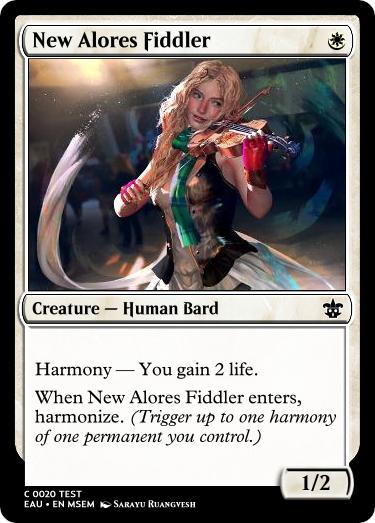 New Alores Fiddler
Creature — Human Bard
Harmony — You gain 2 life.
When New Alores Fiddler enters,
harmonize. (Trigger up to one harmony
of one permanent you control.)
1/2
C 0020 TEST
EAU • EN MSEM Sarayu Ruangvesh